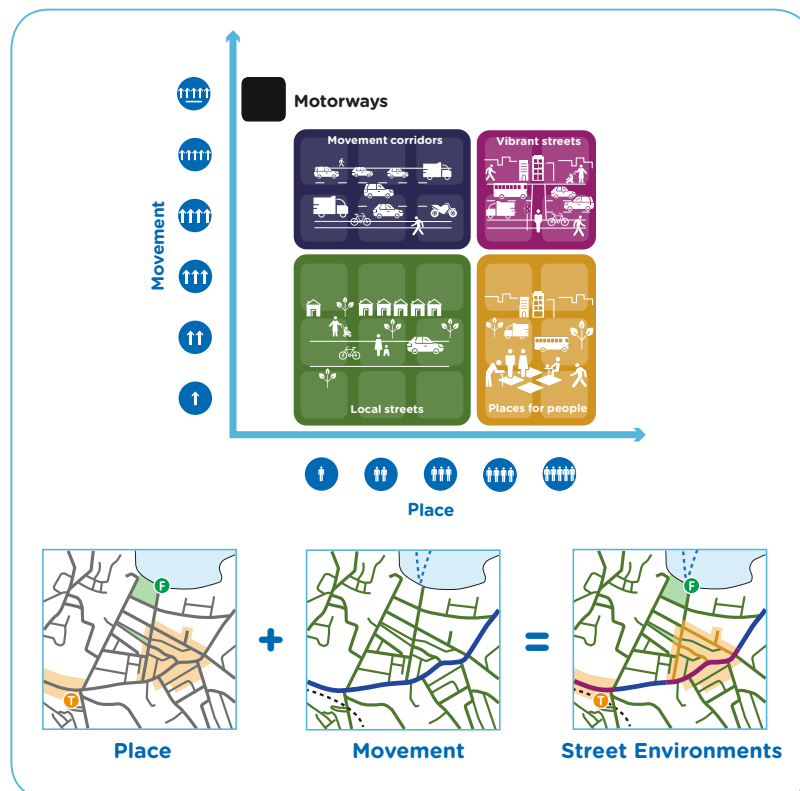 Motorways
Movement corridors
Vibrant streets
Movement
Local streets
Places for people
Place
F
T
F
T
Place
Movement
Street Environments